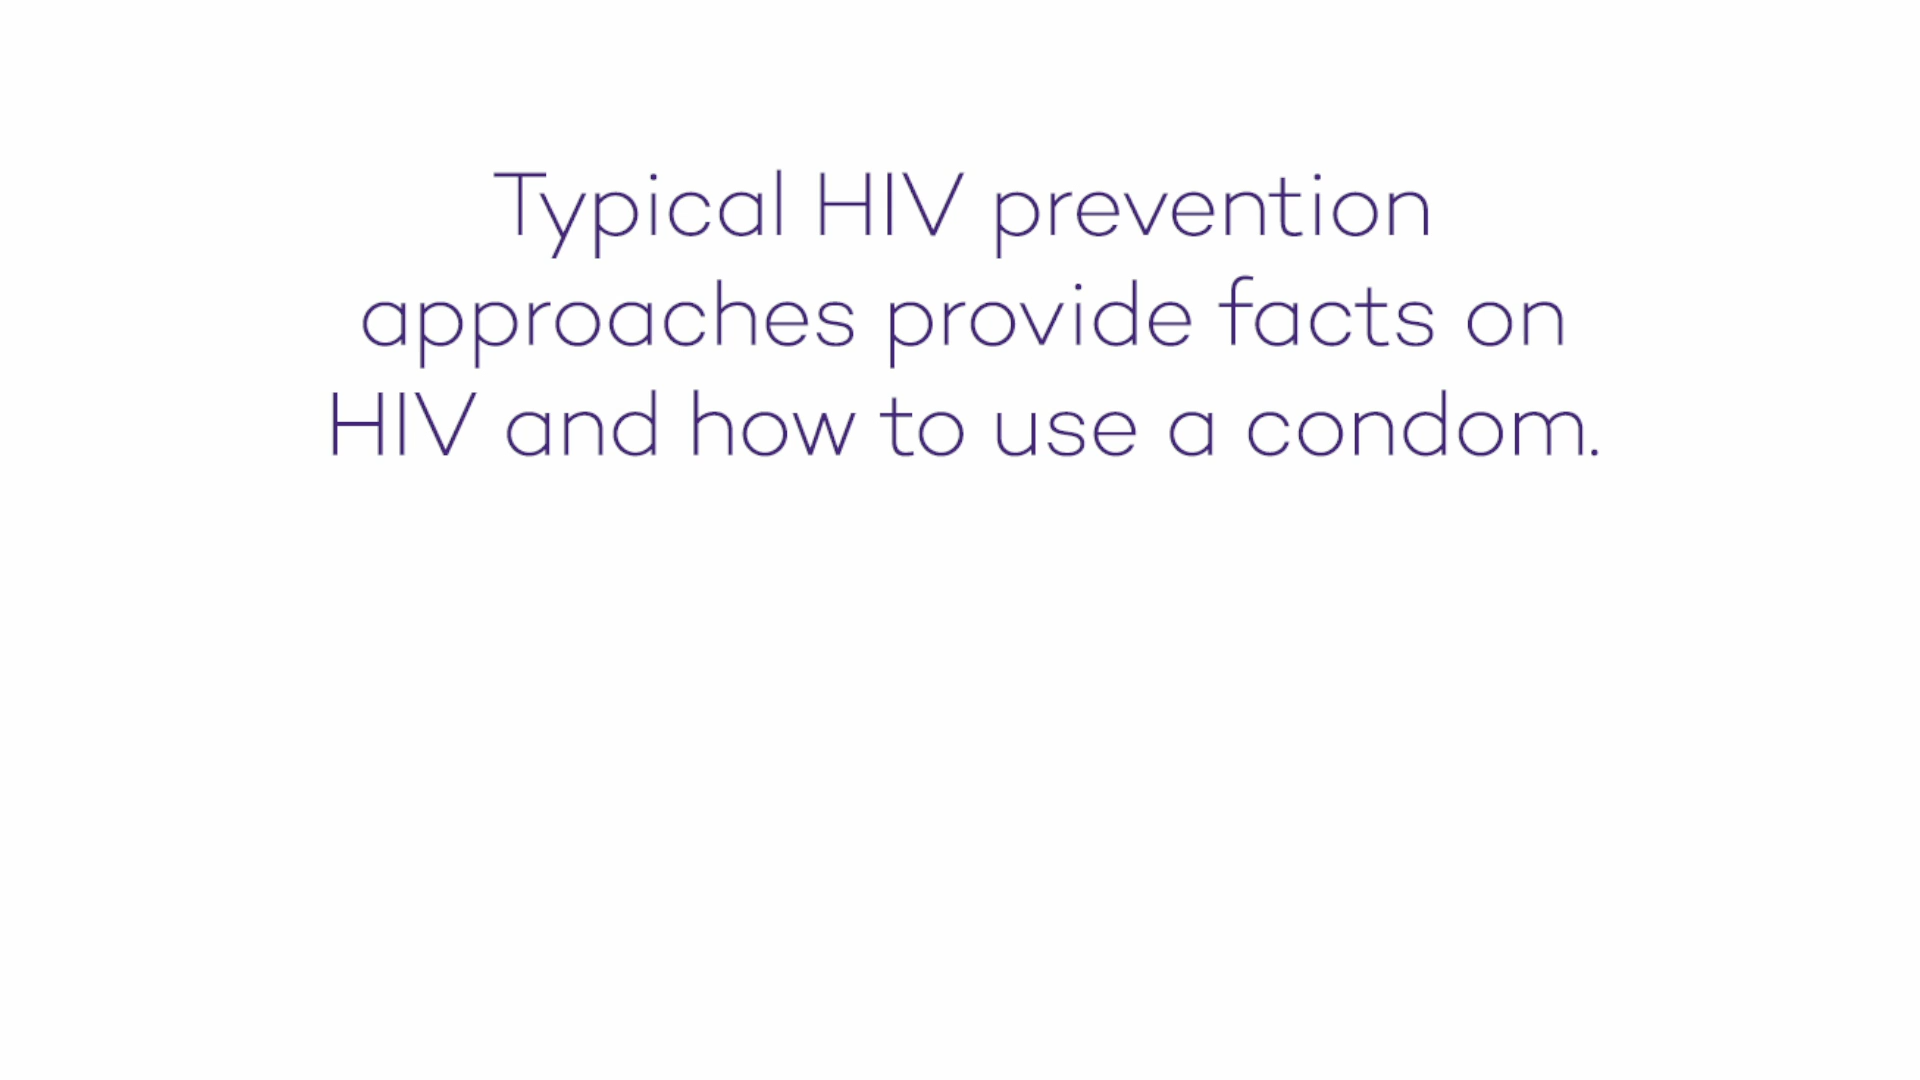 Typical HIV prevention
approaches provide facts on
HIV and how to use a condom.